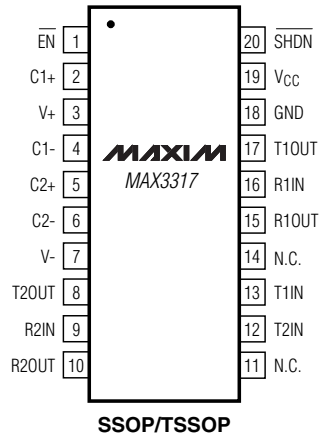 E̅N̅ 1 20 S̅H̅D̅N̅
C1+ 2 19 VCC
V+ 3 18 GND
C1- 4 MAXIM 17 T1OUT
C2+ 5 MAX3317 16 R1IN
C2- 6 15 R1OUT
V- 7 14 N.C.
T2OUT 8 13 T1IN
R2IN 9 12 T2IN
R2OUT 10 11 N.C.
SSOP/TSSOP